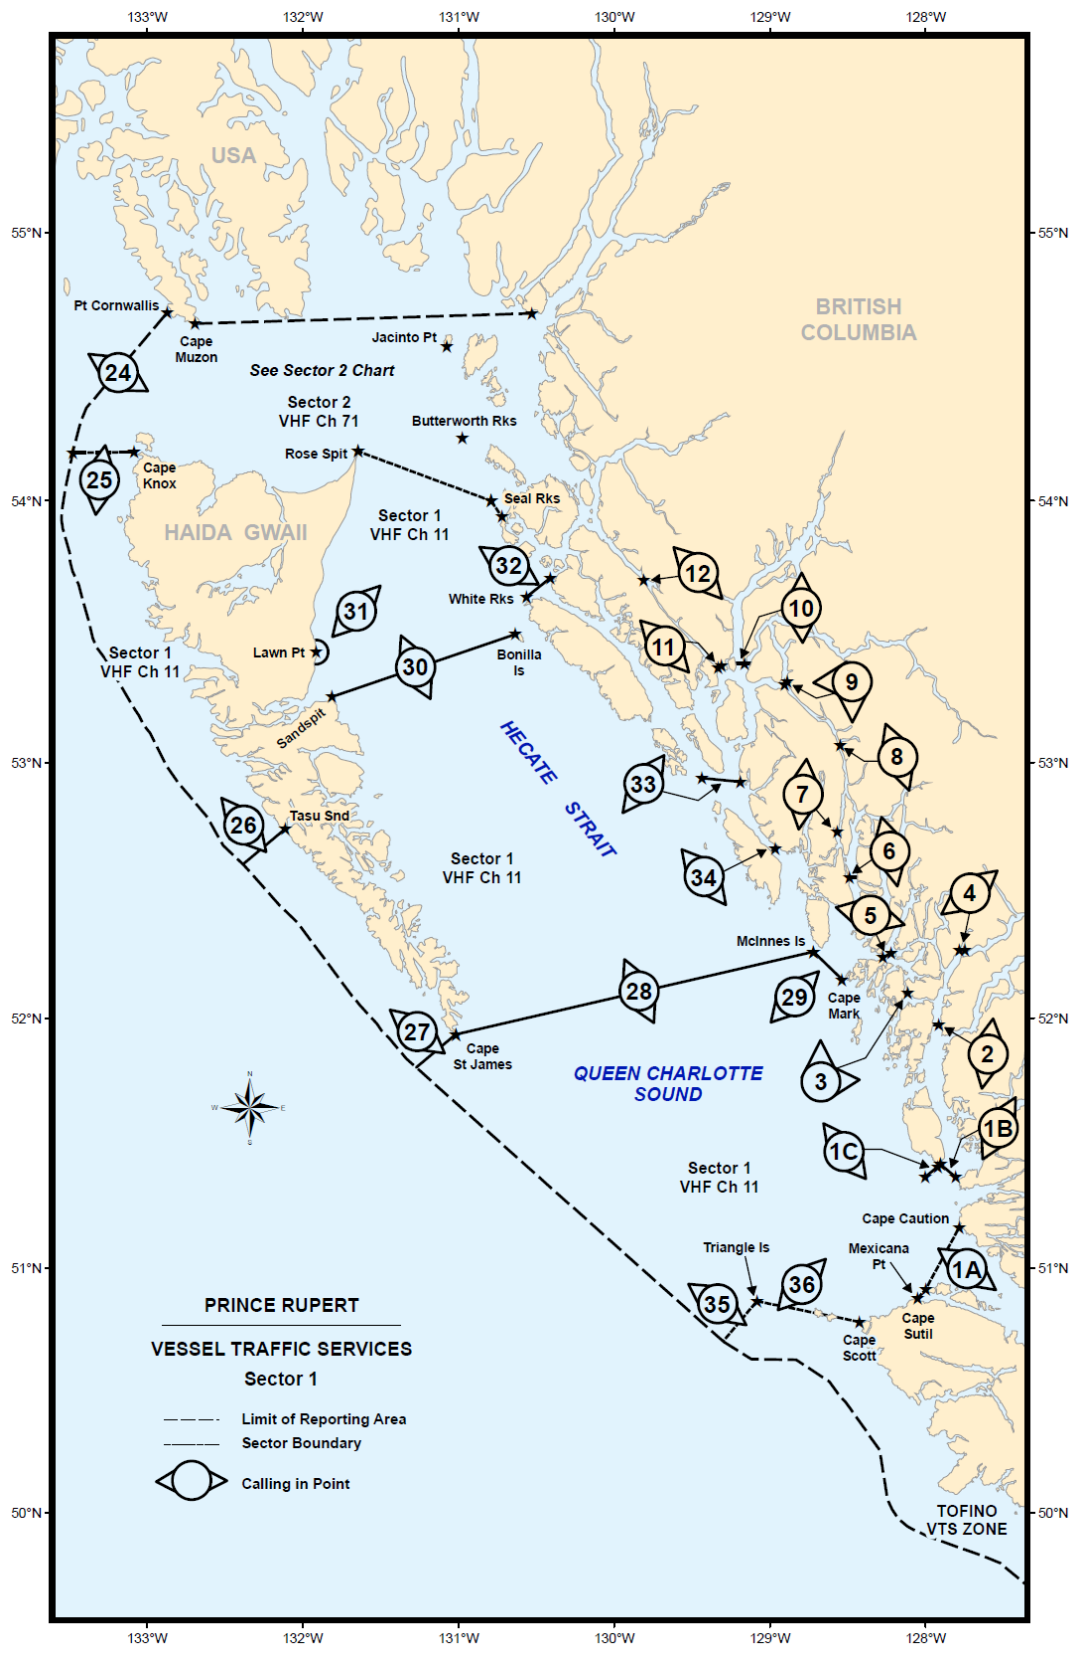 133°W
132°W
131°W
130°W
129°W
128°W
USA
55°N
55°N
Pt Cornwallis
BRITISH
COLUMBIA
Cape
Muzon
Jacinto Pt
24
See Sector 2 Chart
Sector 2
VHF Ch 71
Butterworth Rks
Rose Spit
Cape
Knox
25
54°N
Seal Rks
54°N
Sector 1
VHF Ch 11
HAIDA GWAII
32
12
White Rks
10
31
11
Lawn Pt
Sector 1
VHF Ch 11
30
Bonilla
Is
9
Sandspit
HECATE STRAIT
8
53°N
53°N
33
7
26
Tasu Snd
6
Sector 1
VHF Ch 11
34
4
5
McInnes Is
28
29
Cape
Mark
52°N
52°N
27
Cape
St James
2
QUEEN CHARLOTTE
SOUND
3
N
W
E
S
1B
1C
Sector 1
VHF Ch 11
Cape Caution
Triangle Is
Mexicana
Pt
51°N
51°N
1A
36
35
PRINCE RUPERT
Cape
Sutil
Cape
Scott
VESSEL TRAFFIC SERVICES
Sector 1
Limit of Reporting Area
Sector Boundary
Calling in Point
50°N
50°N
TOFINO
VTS ZONE
133°W
132°W
131°W
130°W
129°W
128°W